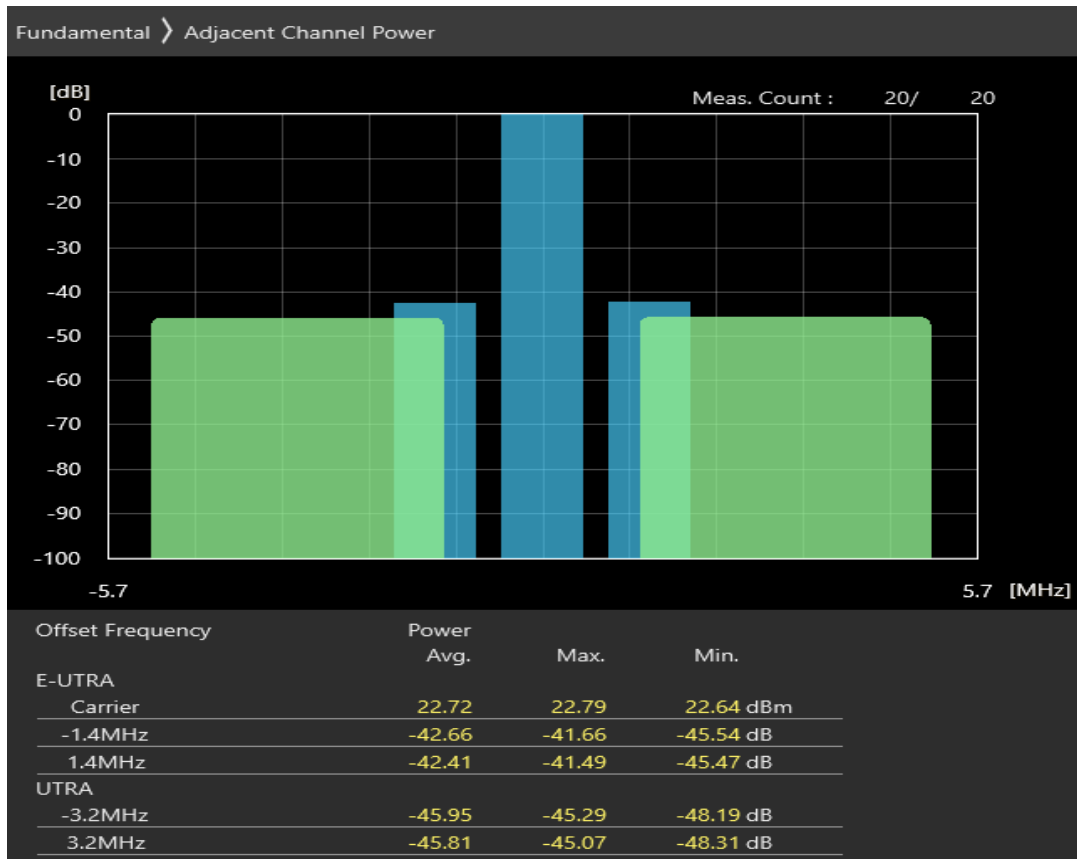 Fundamental 〉 Adjacent Channel Power
[dB]
Meas. Count : 20/ 20
0
-10
-20
-30
-40
-50
-60
-70
-80
-90
-100
-5.7 5.7 [MHz]
Offset Frequency Power
Avg. Max. Min.
E-UTRA
Carrier 22.72 22.79 22.64 dBm
-1.4MHz -42.66 -41.66 -45.54 dB
1.4MHz -42.41 -41.49 -45.47 dB
UTRA
-3.2MHz -45.95 -45.29 -48.19 dB
3.2MHz -45.81 -45.07 -48.31 dB